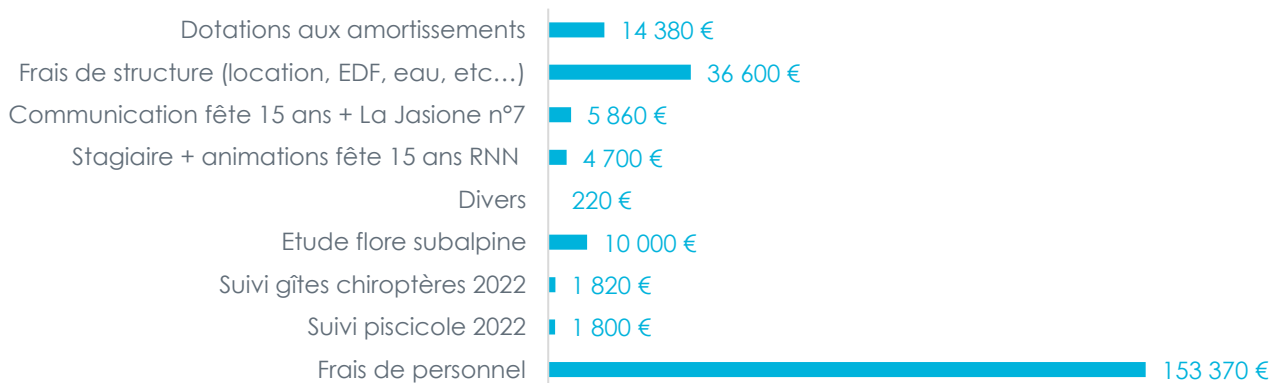 Dotations aux amortissements 14 380 €
Frais de structure (location, EDF, eau, etc…) 36 600 €
Communication fête 15 ans + La Jasione n°7 5 860 €
Stagiaire + animations fête 15 ans RNN 4 700 €
Divers 220 €
Etude flore subalpine 10 000 €
Suivi gîtes chiroptères 2022 1 820 €
Suivi piscicole 2022 1 800 €
Frais de personnel 153 370 €